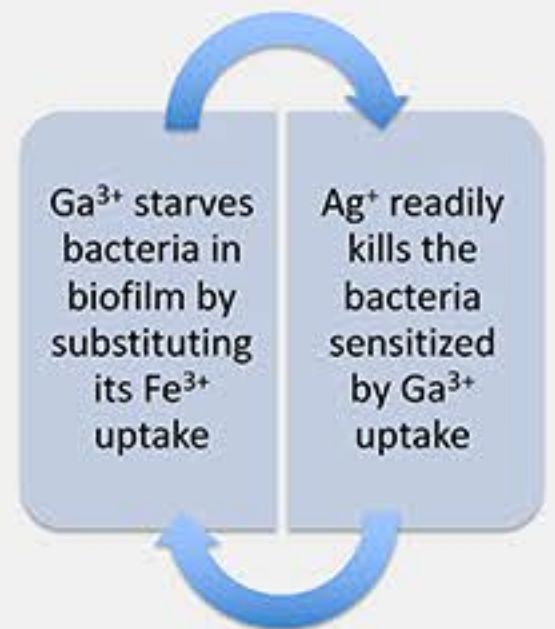 Ga³⁺ starves
bacteria in
biofilm by
substituting
its Fe³⁺
uptake
Ag⁺ readily
kills the
bacteria
sensitized
by Ga³⁺
uptake